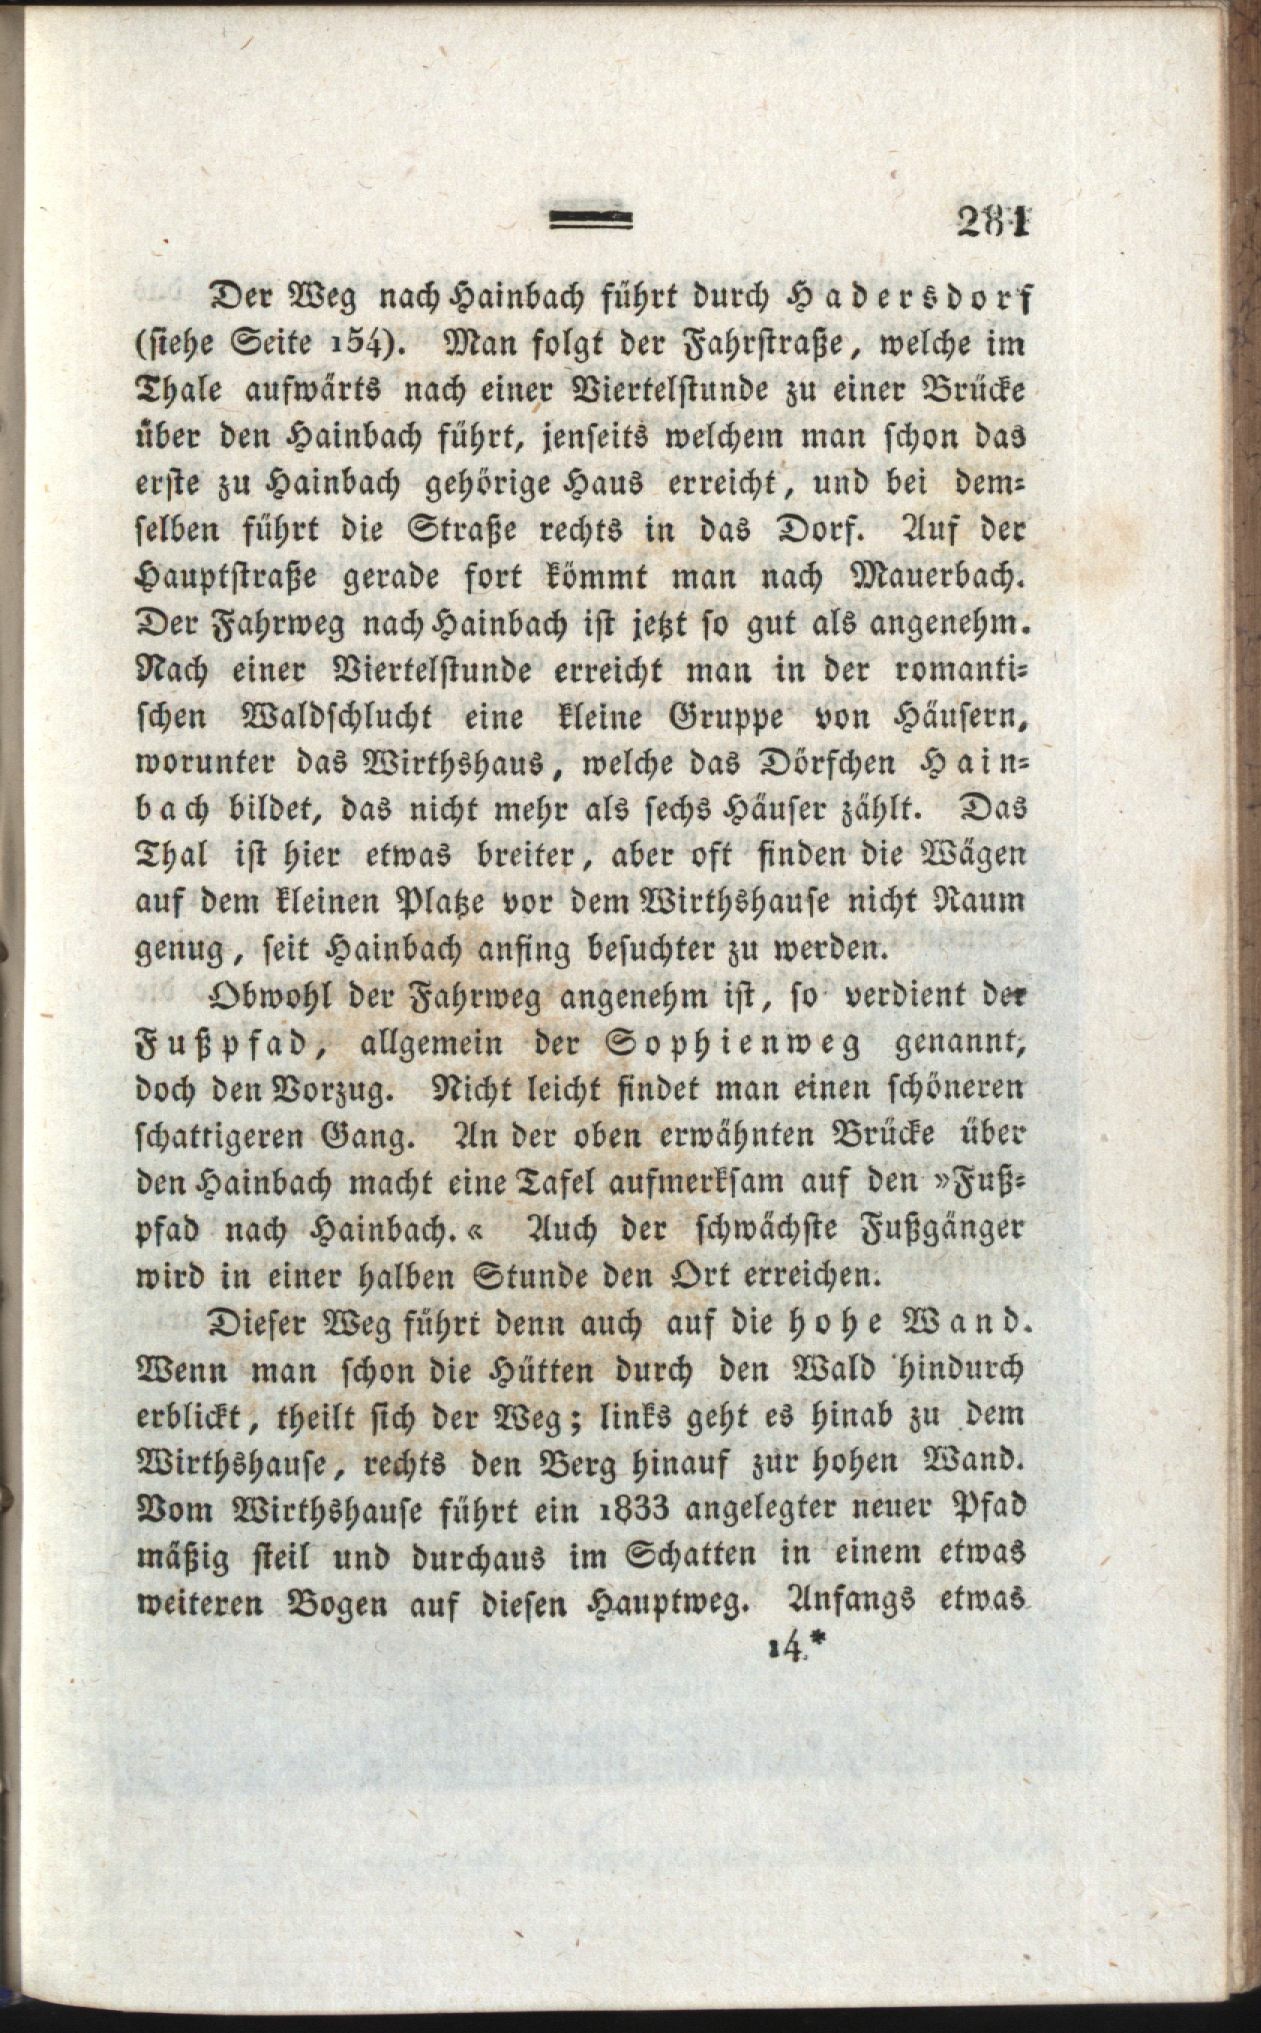 281
Der Weg nach Hainbach führt durch Hadersdorf
(siehe Seite 154). Man folgt der Fahrstraße, welche im
Thale aufwärts nach einer Viertelstunde zu einer Brücke
über den Hainbach führt, jenseits welchem man schon das
erste zu Hainbach gehörige Haus erreicht, und bei dem-
selben führt die Straße rechts in das Dorf. Auf der
Hauptstraße gerade fort kömmt man nach Mauerbach.
Der Fahrweg nach Hainbach ist jetzt so gut als angenehm.
Nach einer Viertelstunde erreicht man in der romanti-
schen Waldschlucht eine kleine Gruppe von Häusern,
worunter das Wirthshaus, welche das Dörfchen Hain-
bach bildet, das nicht mehr als sechs Häuser zählt. Das
Thal ist hier etwas breiter, aber oft finden die Wägen
auf dem kleinen Platze vor dem Wirthshause nicht Raum
genug, seit Hainbach anfing besuchter zu werden.
Obwohl der Fahrweg angenehm ist, so verdient der
Fußpfad, allgemein der Sophienweg genannt,
doch den Vorzug. Nicht leicht findet man einen schöneren
schattigeren Gang. An der oben erwähnten Brücke über
den Hainbach macht eine Tafel aufmerksam auf den »Fuß-
pfad nach Hainbach.« Auch der schwächste Fußgänger
wird in einer halben Stunde den Ort erreichen.
Dieser Weg führt denn auch auf die hohe Wand.
Wenn man schon die Hütten durch den Wald hindurch
erblickt, theilt sich der Weg; links geht es hinab zu dem
Wirthshause, rechts den Berg hinauf zur hohen Wand.
Vom Wirthshause führt ein 1833 angelegter neuer Pfad
mäßig steil und durchaus im Schatten in einem etwas
weiteren Bogen auf diesen Hauptweg. Anfangs etwas
14*